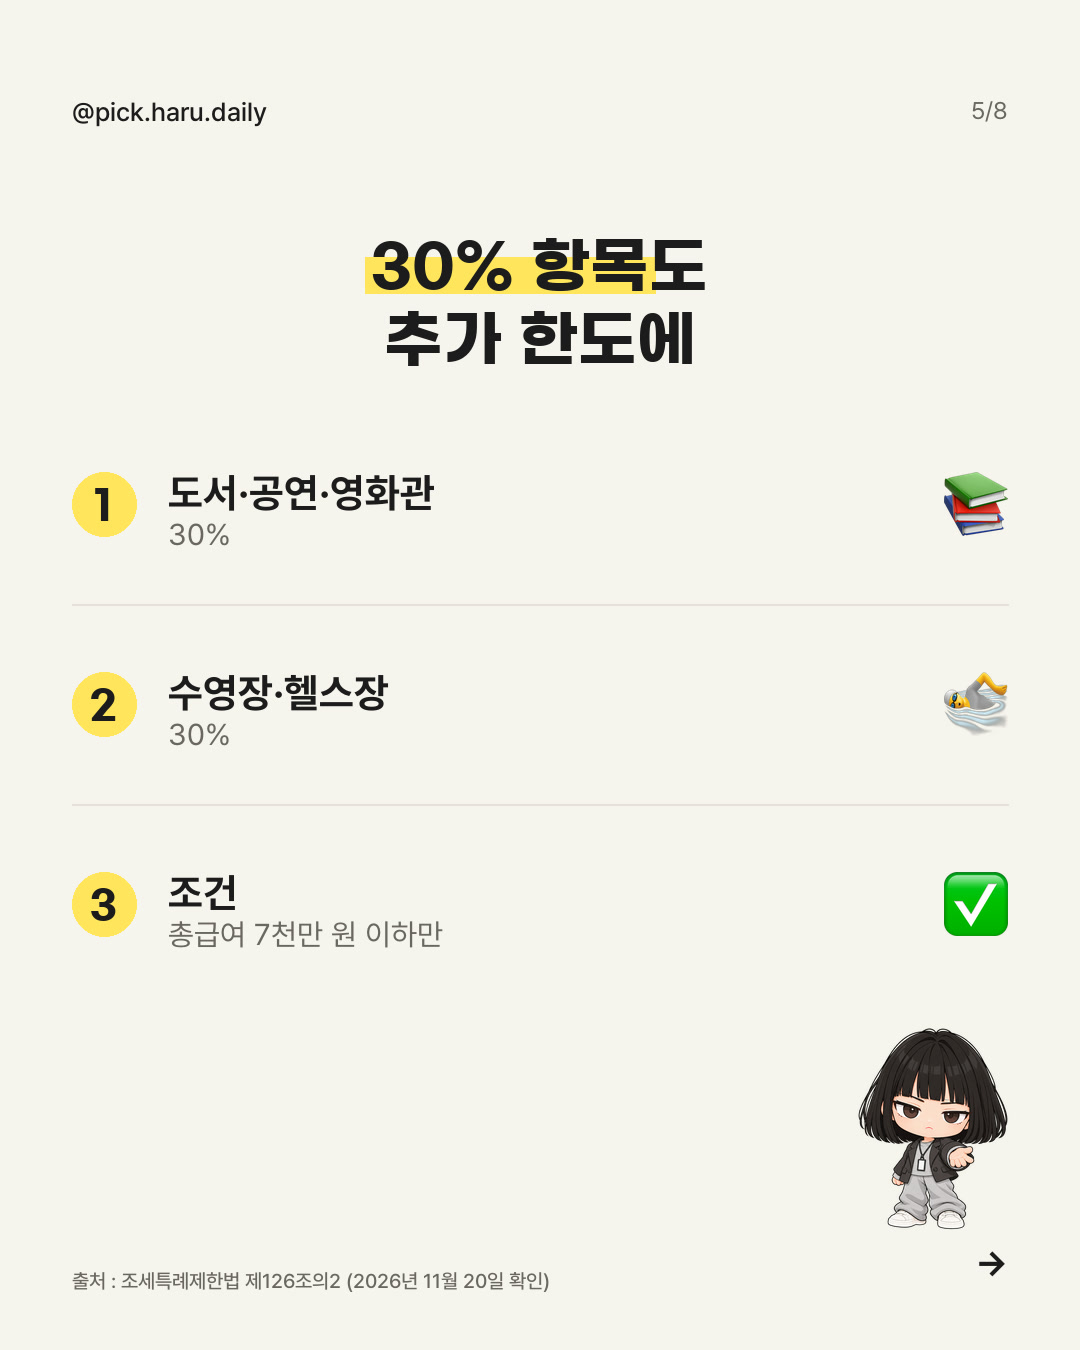 @pick.haru.daily
5/8
30% 항목도
추가 한도에
1
도서·공연·영화관
30%
2
수영장·헬스장
30%
3
조건
총급여 7천만 원 이하만
출처 : 조세특례제한법 제126조의2 (2026년 11월 20일 확인)